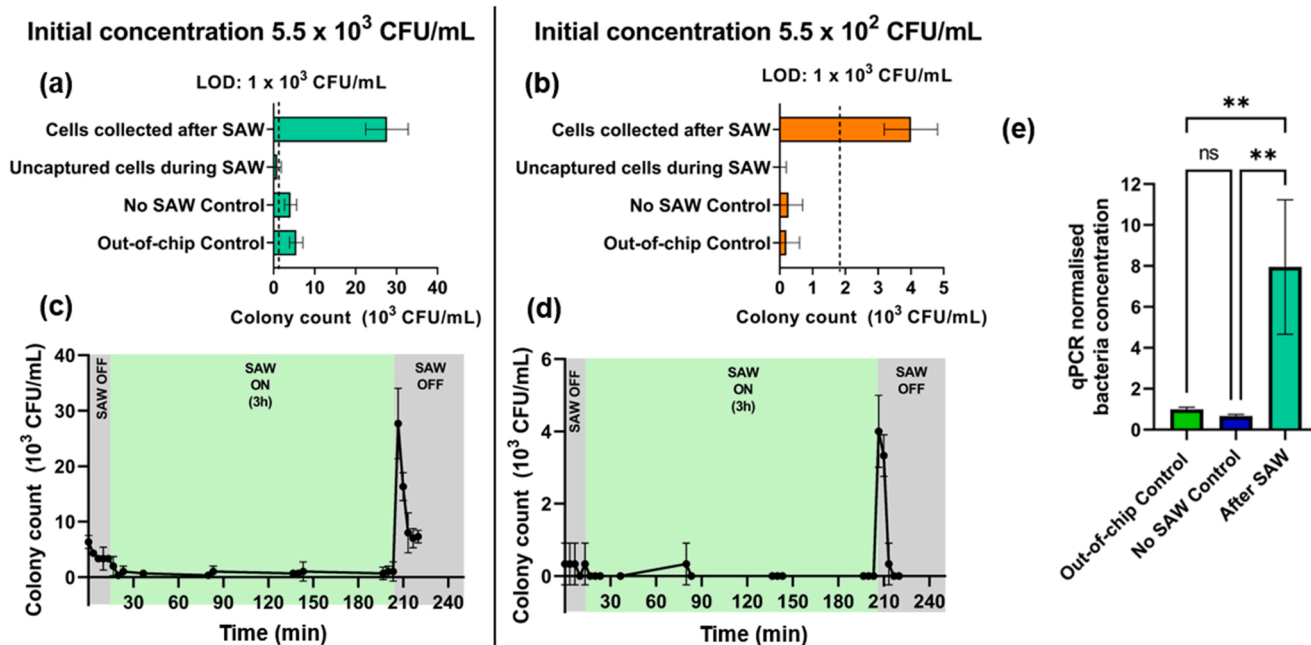 Initial concentration 5.5 x 10³ CFU/mL
(a)
LOD: 1 x 10³ CFU/mL
Cells collected after SAW
Uncaptured cells during SAW
No SAW Control
Out-of-chip Control
0 10 20 30 40
Colony count (10³ CFU/mL)
Initial concentration 5.5 x 10² CFU/mL
(b)
LOD: 1 x 10³ CFU/mL
Cells collected after SAW
Uncaptured cells during SAW
No SAW Control
Out-of-chip Control
0 1 2 3 4 5
Colony count (10³ CFU/mL)
(c)
Colony count (10³ CFU/mL)
40
30
20
10
0
SAW OFF
SAW
ON
(3h)
SAW
OFF
30 60 90 120 150 180 210 240
Time (min)
(d)
Colony count (10³ CFU/mL)
6
4
2
0
SAW OFF
SAW
ON
(3h)
SAW
OFF
30 60 90 120 150 180 210 240
Time (min)
(e)
**
ns
**
qPCR normalised
bacteria concentration
12
10
8
6
4
2
0
Out-of-chip Control
No SAW Control
After SAW